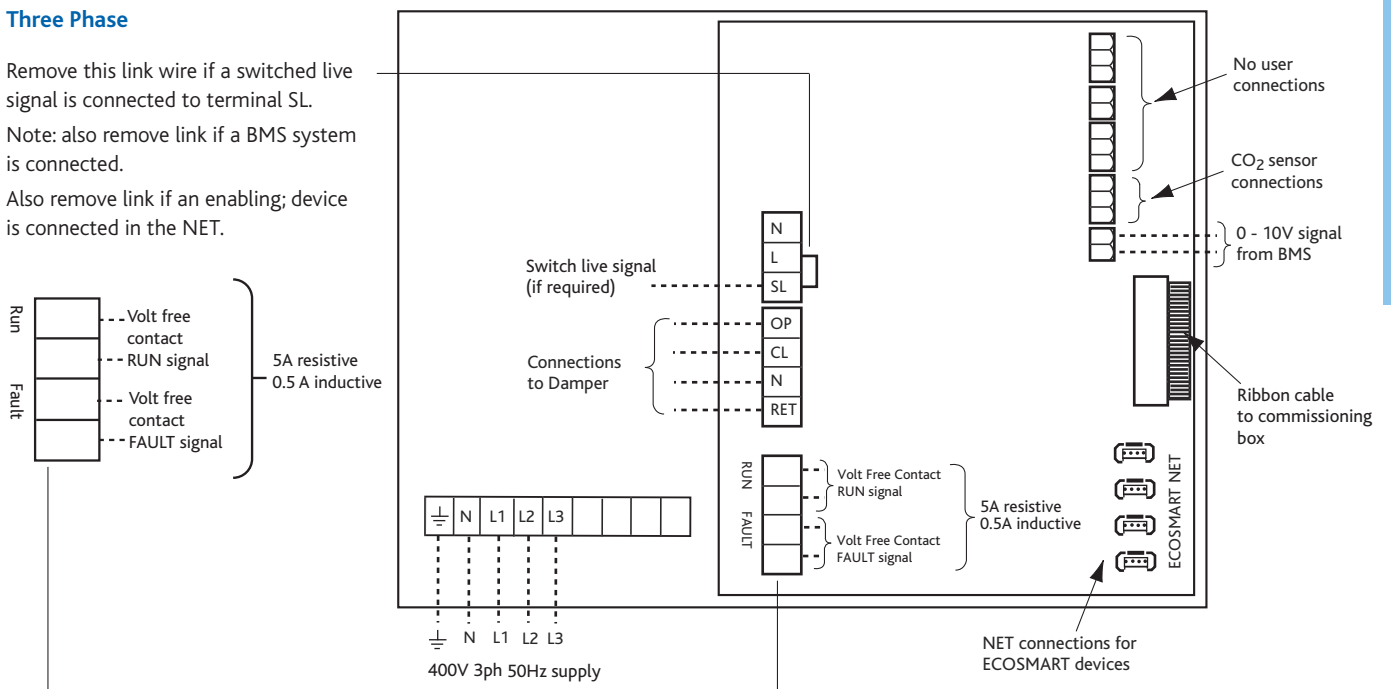 Three Phase
Remove this link wire if a switched live
signal is connected to terminal SL.
Note: also remove link if a BMS system
is connected.
Also remove link if an enabling; device
is connected in the NET.
Run
Fault
Volt free
contact
RUN signal
Volt free
contact
FAULT signal
5A resistive
0.5 A inductive
Switch live signal
(if required)
N
L
SL
Connections
to Damper
OP
CL
N
RET
RUN
FAULT
Volt Free Contact
RUN signal
Volt Free Contact
FAULT signal
5A resistive
0.5A inductive
N L1 L2 L3
N L1 L2 L3
400V 3ph 50Hz supply
No user
connections
CO2 sensor
connections
0 - 10V signal
from BMS
Ribbon cable
to commissioning
box
ECOSMART NET
NET connections for
ECOSMART devices